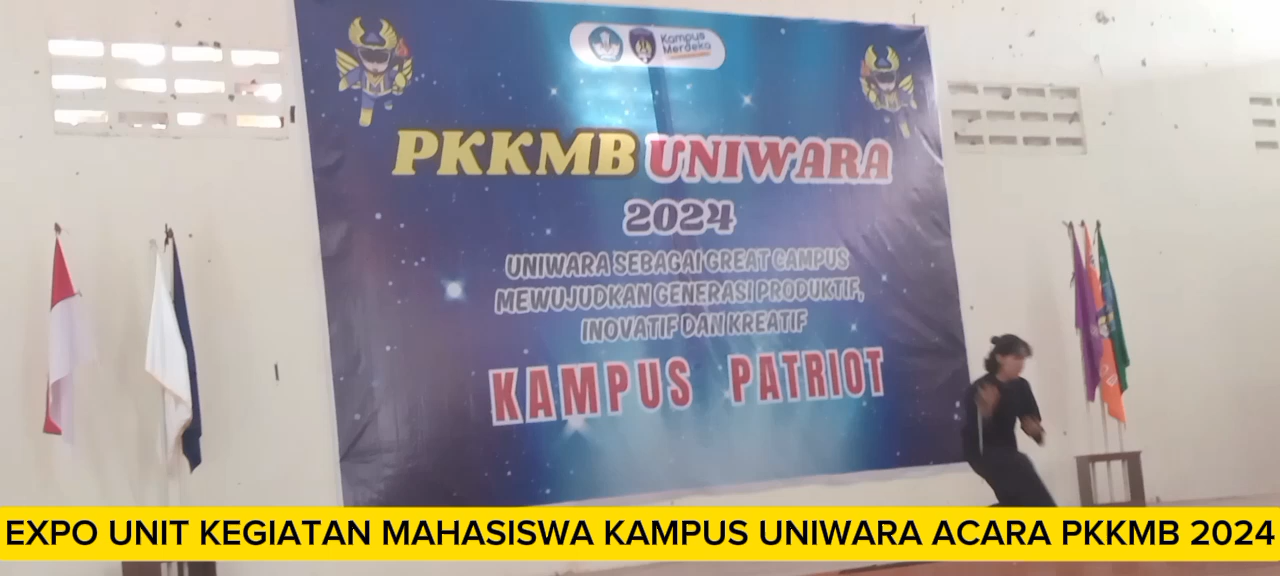 Kampus
Merdeka
PKKMB UNIWARA
2024
UNIWARA SEBAGAI GREAT CAMPUS
MEWUJUDKAN GENERASI PRODUKTIF,
INOVATIF DAN KREATIF
KAMPUS PATRIOT
EXPO UNIT KEGIATAN MAHASISWA KAMPUS UNIWARA ACARA PKKMB 2024